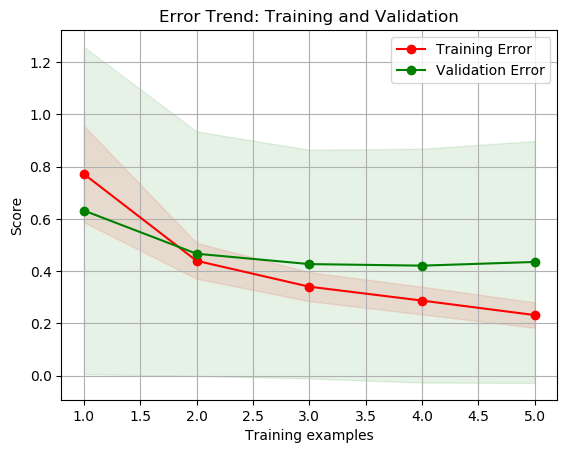 Error Trend: Training and Validation
Training Error
Validation Error
Score
1.2
1.0
0.8
0.6
0.4
0.2
0.0
1.0 1.5 2.0 2.5 3.0 3.5 4.0 4.5 5.0
Training examples